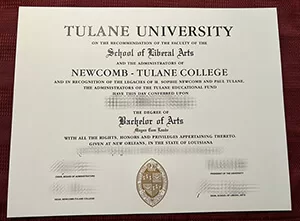 TULANE UNIVERSITY
ON THE RECOMMENDATION OF THE FACULTY OF THE
School of Liberal Arts
AND THE ADMINISTRATORS OF
NEWCOMB - TULANE COLLEGE
AND IN RECOGNITION OF THE LEGACIES OF H. SOPHIE NEWCOMB AND PAUL TULANE,
THE ADMINISTRATORS OF THE TULANE EDUCATIONAL FUND
HAVE THIS DAY CONFERRED UPON
THE DEGREE OF
Bachelor of Arts
Magna Cum Laude
WITH ALL THE RIGHTS, HONORS AND PRIVILEGES APPERTAINING THERETO.
GIVEN AT NEW ORLEANS, IN THE STATE OF LOUISIANA